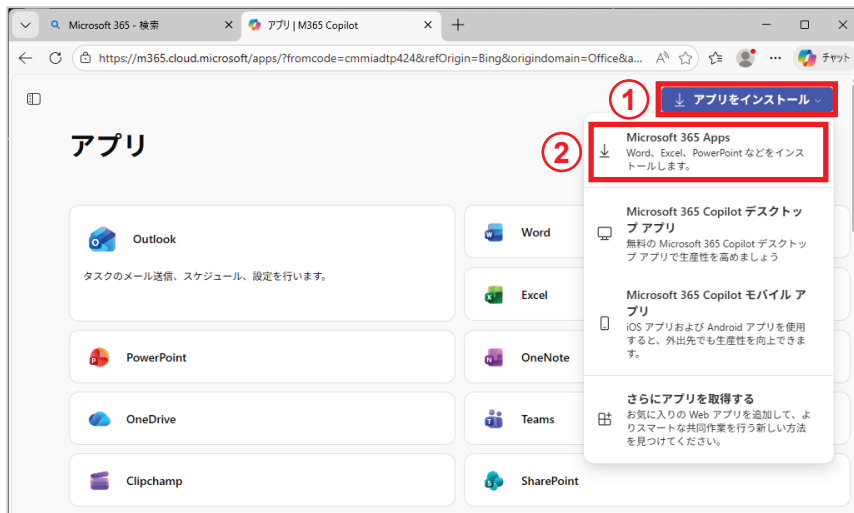 Microsoft 365 - 検索
アプリ | M365 Copilot
https://m365.cloud.microsoft/apps/?fromcode=cmmiadtp424&refOrigin=Bing&origindomain=Office&a...
チャット
① アプリをインストール
アプリ
② Microsoft 365 Apps
Word、Excel、PowerPoint などをインス
トールします。
Microsoft 365 Copilot デスクトッ
プ アプリ
無料の Microsoft 365 Copilot デスクトッ
プ アプリで生産性を高めましょう
Microsoft 365 Copilot モバイル ア
プリ
iOS アプリおよび Android アプリを使用
すると、外出先でも生産性を向上できま
す。
さらにアプリを取得する
お気に入りの Web アプリを追加して、よ
りスマートな共同作業を行う新しい方法
を見つけてください。
Outlook
タスクのメール送信、スケジュール、設定を行います。
Word
Excel
PowerPoint
OneNote
OneDrive
Teams
Clipchamp
SharePoint